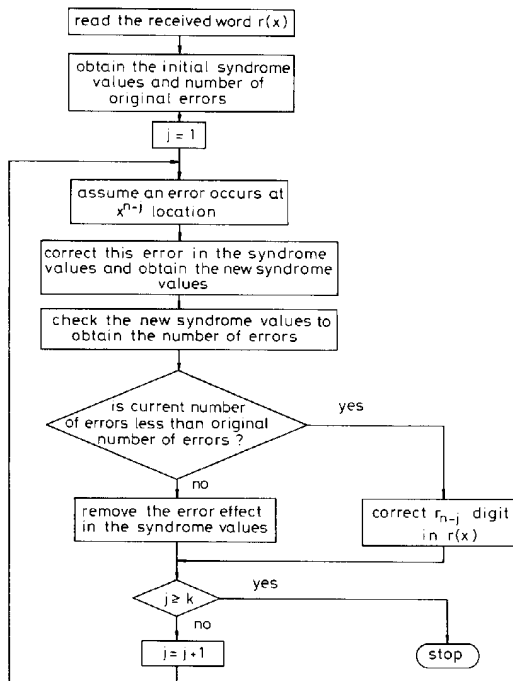 read the received word r(x)
obtain the initial syndrome
values and number of
original errors
j = 1
assume an error occurs at
x^{n-j} location
correct this error in the syndrome
values and obtain the new syndrome
values
check the new syndrome values to
obtain the number of errors
is current number
of errors less than original
number of errors ?
yes
no
remove the error effect
in the syndrome values
correct r_{n-j} digit
in r(x)
j ≥ k
yes
no
j = j+1
stop